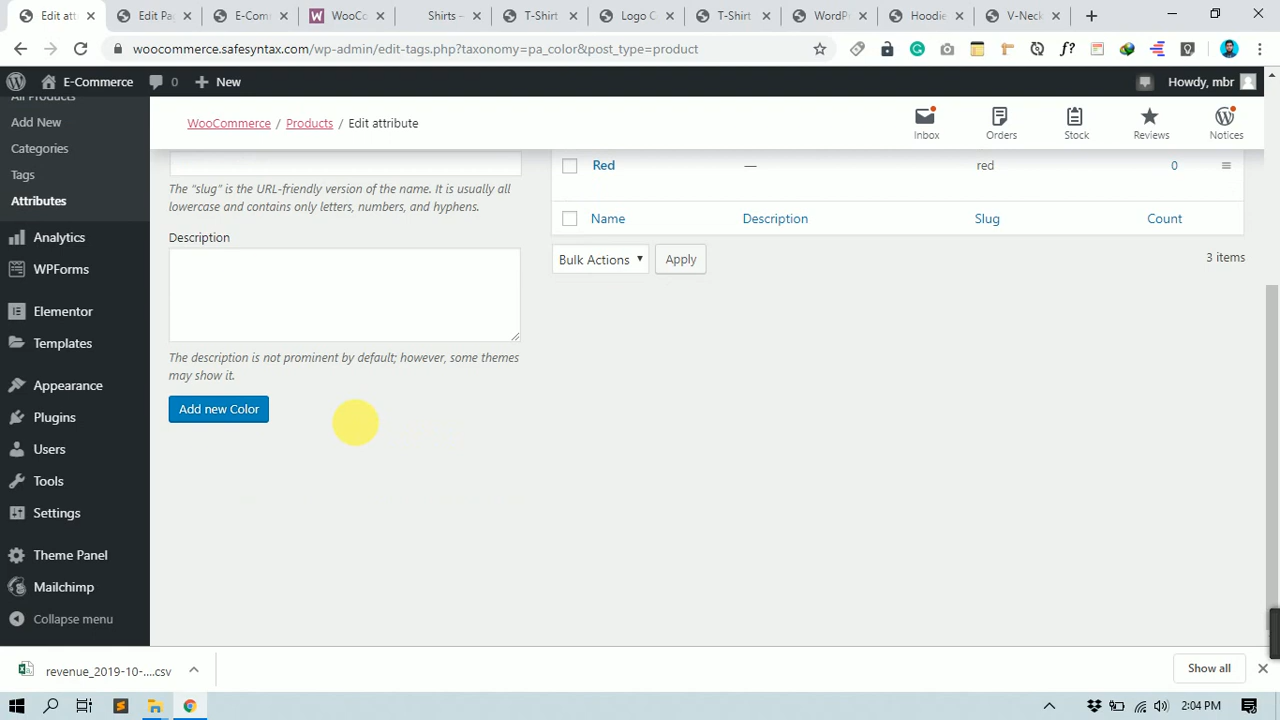 Edit att
Edit Pa
E-Com
WooCo
Shirts –
T-Shirt
Logo C
T-Shirt
WordP
Hoodie
V-Neck
woocommerce.safesyntax.com/wp-admin/edit-tags.php?taxonomy=pa_color&post_type=product
E-Commerce
0
New
Howdy, mbr
All Products
Add New
Categories
Tags
Attributes
Analytics
WPForms
Elementor
Templates
Appearance
Plugins
Users
Tools
Settings
Theme Panel
Mailchimp
Collapse menu
WooCommerce / Products / Edit attribute
Inbox
Orders
Stock
Reviews
Notices
The "slug" is the URL-friendly version of the name. It is usually all
lowercase and contains only letters, numbers, and hyphens.
Description
The description is not prominent by default; however, some themes
may show it.
Add new Color
Red — red 0
Name Description Slug Count
Bulk Actions Apply 3 items
revenue_2019-10-....csv
Show all
2:04 PM